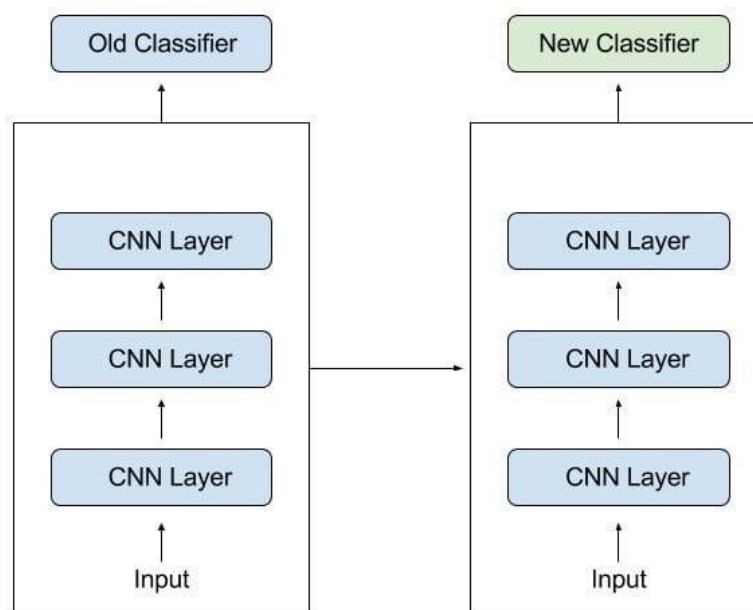 Old Classifier
CNN Layer
CNN Layer
CNN Layer
Input
New Classifier
CNN Layer
CNN Layer
CNN Layer
Input